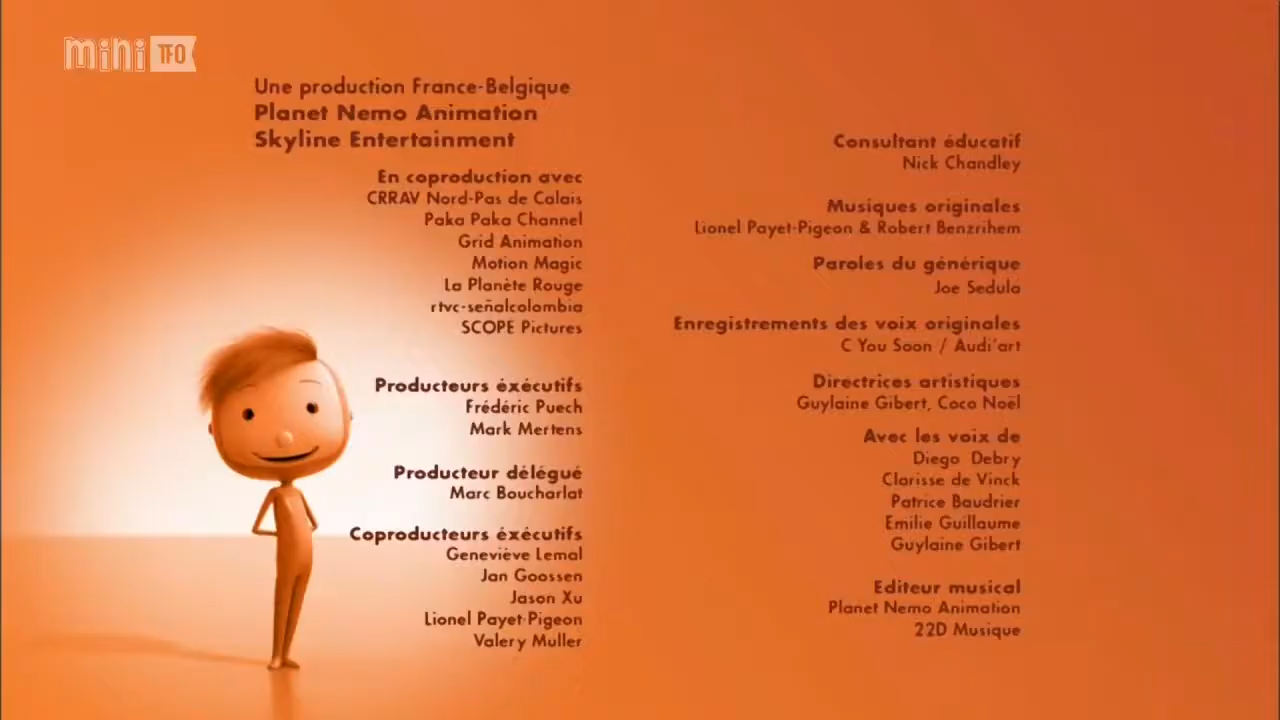 mini TFO
Une production France-Belgique
Planet Nemo Animation
Skyline Entertainment
En coproduction avec
CRRAV Nord-Pas de Calais
Paka Paka Channel
Grid Animation
Motion Magic
La Planète Rouge
rtvc-señalcolombia
SCOPE Pictures
Producteurs éxécutifs
Frédéric Puech
Mark Mertens
Producteur délégué
Marc Boucharlat
Coproducteurs éxécutifs
Geneviève Lemal
Jan Goossen
Jason Xu
Lionel Payet-Pigeon
Valery Muller
Consultant éducatif
Nick Chandley
Musiques originales
Lionel Payet-Pigeon & Robert Benzrihem
Paroles du générique
Joe Sedula
Enregistrements des voix originales
C You Soon / Audi'art
Directrices artistiques
Guylaine Gibert, Coco Noël
Avec les voix de
Diego Debry
Clarisse de Vinck
Patrice Baudrier
Emilie Guillaume
Guylaine Gibert
Editeur musical
Planet Nemo Animation
22D Musique